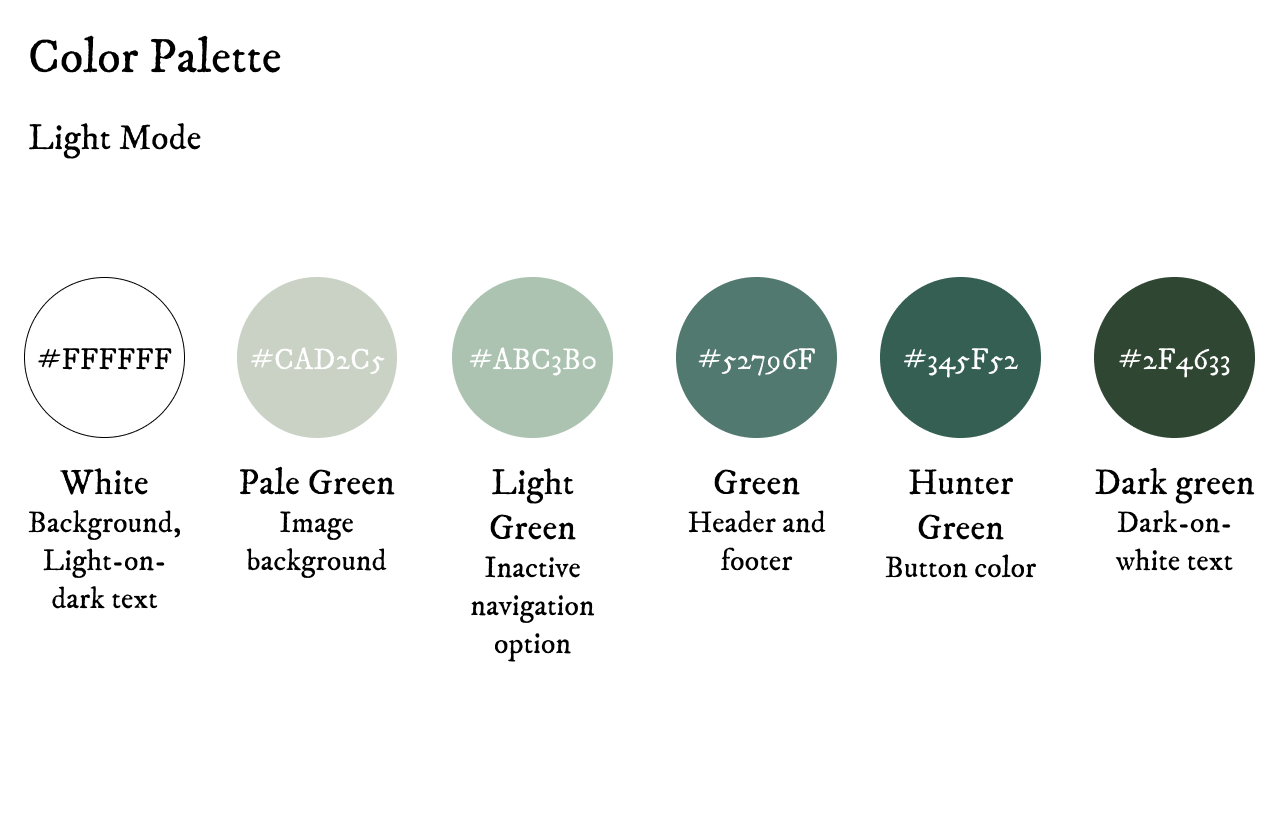 Color Palette
Light Mode
#FFFFFF
#CAD2C5
#ABC3B0
#52796F
#345F52
#2F4633
White
Background,
Light-on-
dark text
Pale Green
Image
background
Light
Green
Inactive
navigation
option
Green
Header and
footer
Hunter
Green
Button color
Dark green
Dark-on-
white text